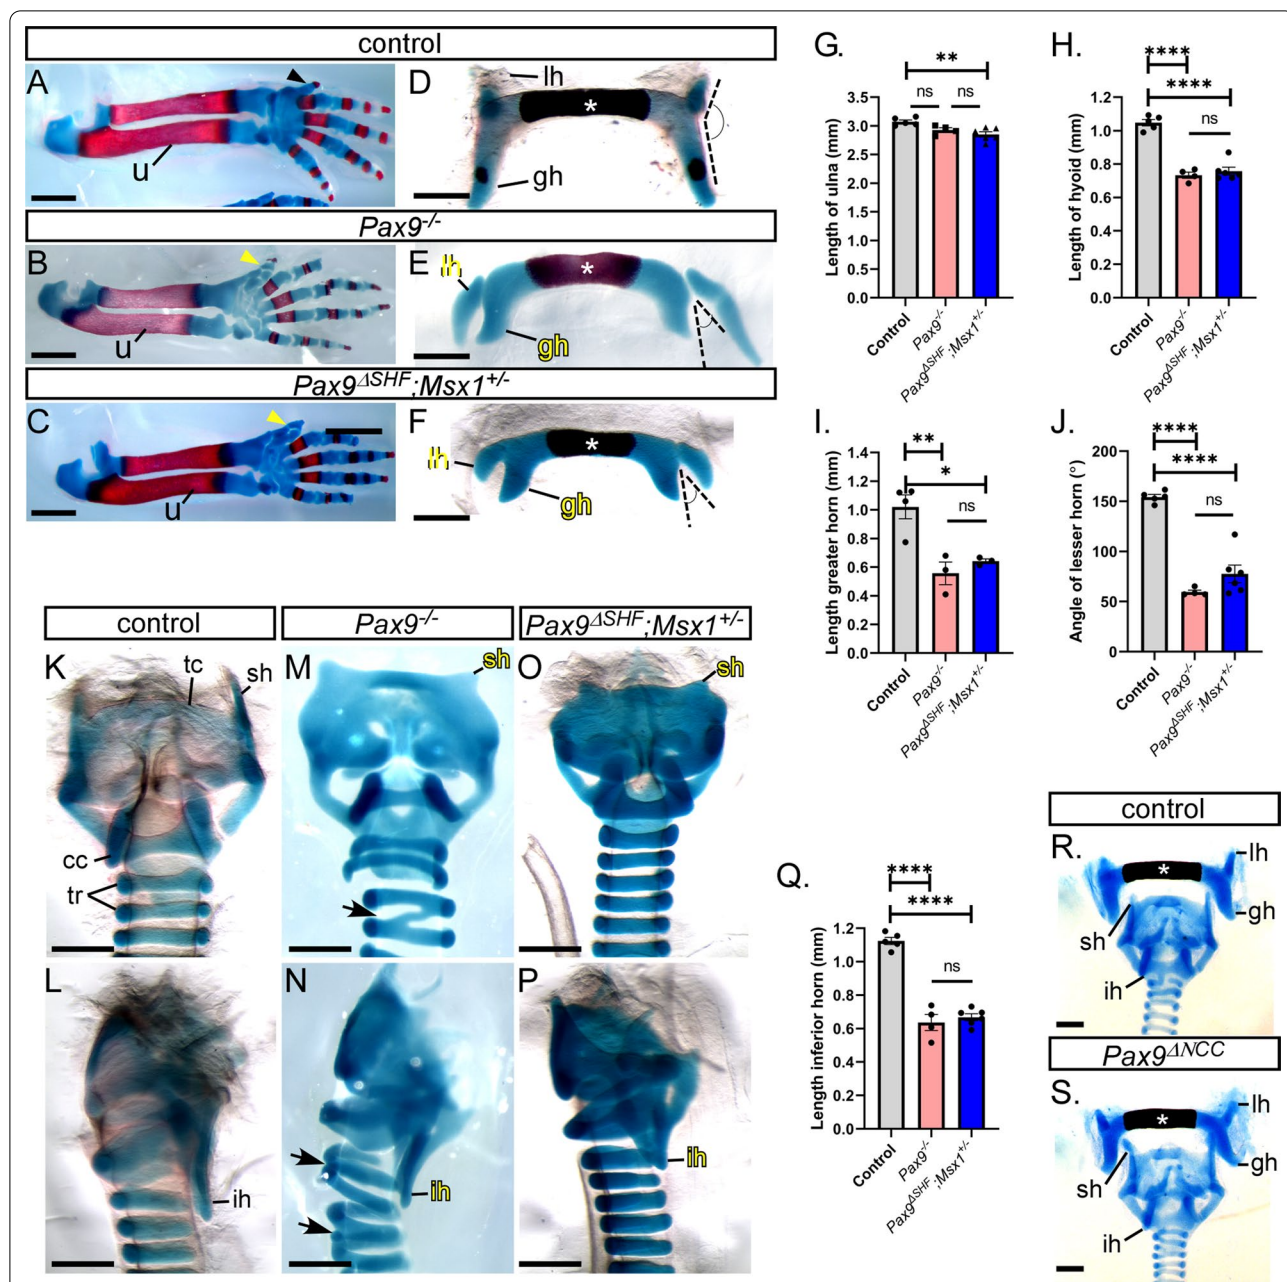 control
A
u
D
lh
*
gh
Pax9-/-
B
u
E
lh
*
gh
Pax9ΔSHF;Msx1+/-
C
u
F
lh
*
gh
G.
**
ns ns
Length of ulna (mm)
3.5
3.0
2.5
2.0
1.5
1.0
0.5
0.0
Control
Pax9-/-
Pax9ΔSHF;Msx1+/-
H.
****
****
ns
Length of hyoid (mm)
1.2
1.0
0.8
0.6
0.4
0.2
0.0
Control
Pax9-/-
Pax9ΔSHF;Msx1+/-
I.
**
*
ns
Length greater horn (mm)
1.4
1.2
1.0
0.8
0.6
0.4
0.2
0.0
Control
Pax9-/-
Pax9ΔSHF;Msx1+/-
J.
****
****
ns
Angle of lesser horn (°)
200
150
100
50
0
Control
Pax9-/-
Pax9ΔSHF;Msx1+/-
control
Pax9-/-
Pax9ΔSHF;Msx1+/-
K
tc
sh
cc
tr
M
sh
O
sh
L
ih
N
ih
P
ih
Q.
****
****
ns
Length inferior horn (mm)
1.2
1.0
0.8
0.6
0.4
0.2
0.0
Control
Pax9-/-
Pax9ΔSHF;Msx1+/-
control
R.
lh
*
gh
sh
ih
Pax9ΔNCC
S.
lh
*
gh
sh
ih